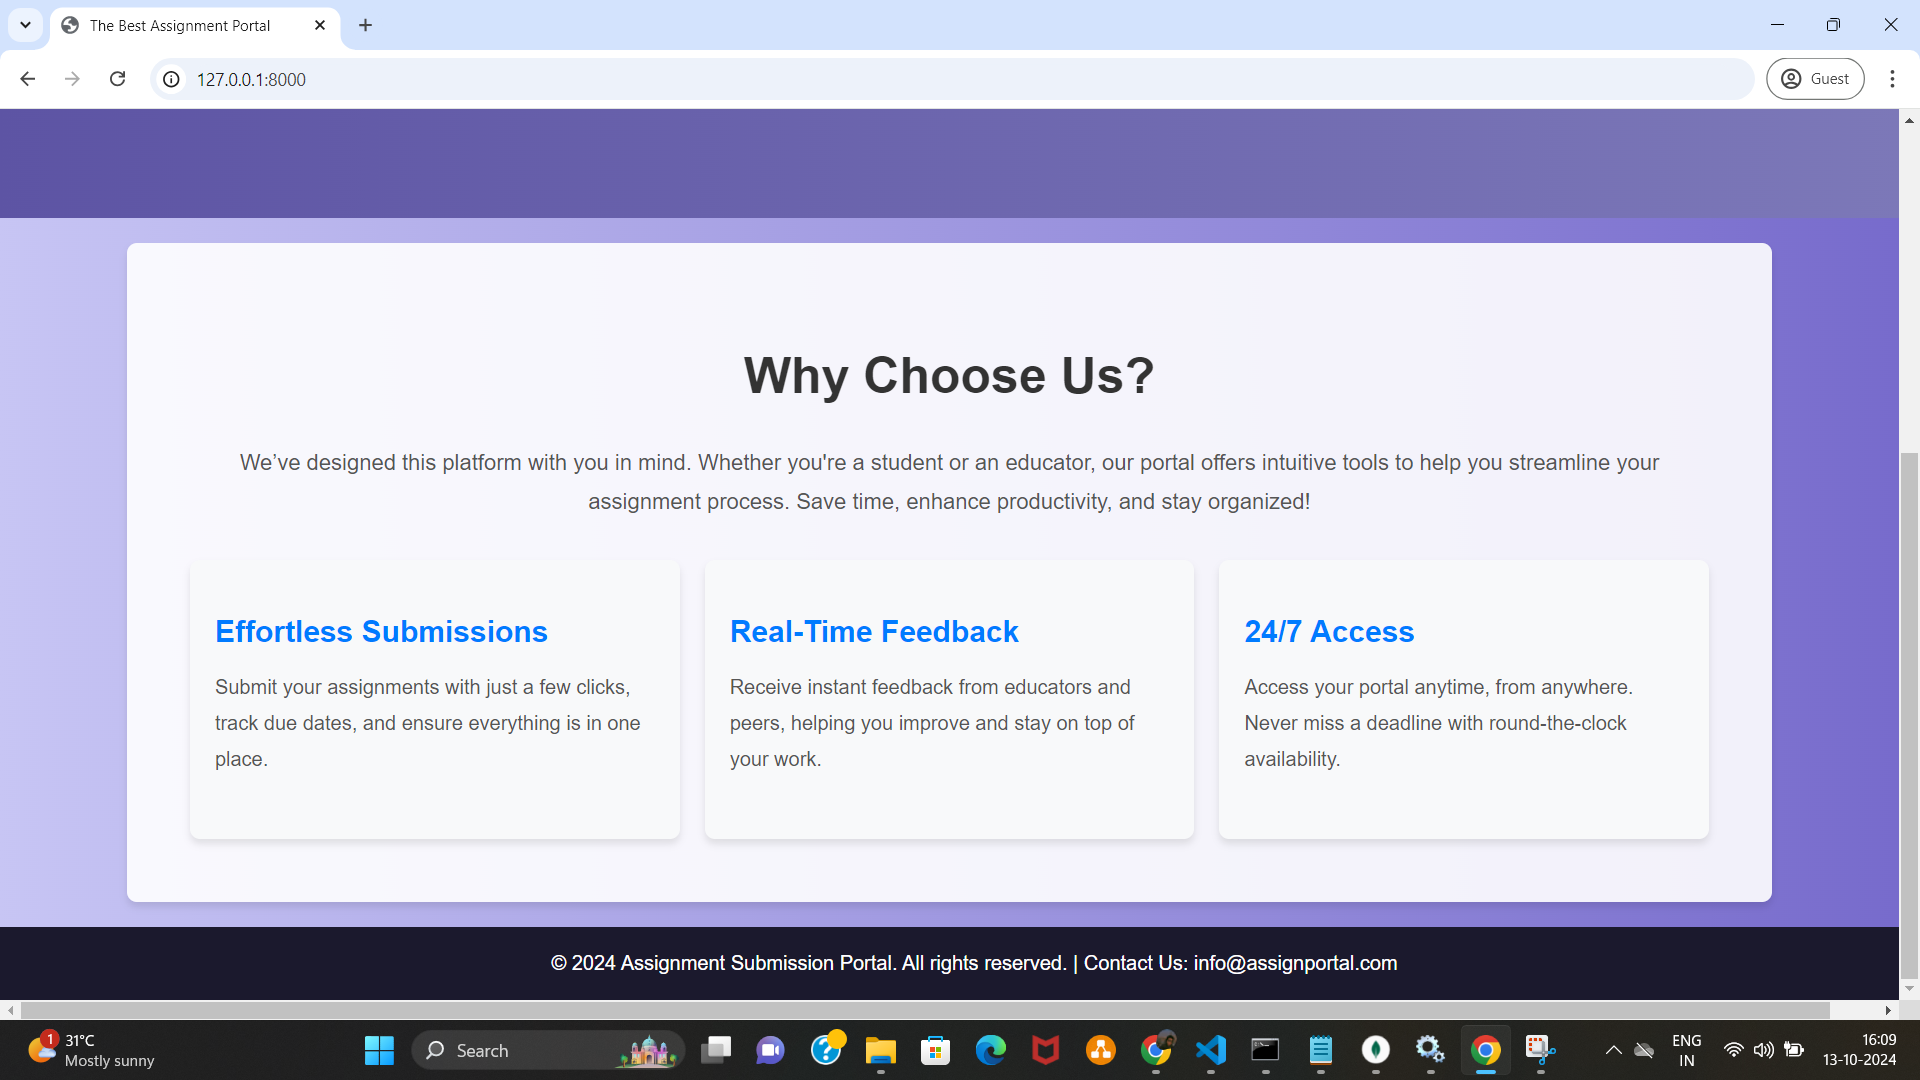 The Best Assignment Portal
127.0.0.1:8000
Guest
Why Choose Us?
We’ve designed this platform with you in mind. Whether you're a student or an educator, our portal offers intuitive tools to help you streamline your
assignment process. Save time, enhance productivity, and stay organized!
Effortless Submissions
Submit your assignments with just a few clicks,
track due dates, and ensure everything is in one
place.
Real-Time Feedback
Receive instant feedback from educators and
peers, helping you improve and stay on top of
your work.
24/7 Access
Access your portal anytime, from anywhere.
Never miss a deadline with round-the-clock
availability.
© 2024 Assignment Submission Portal. All rights reserved. | Contact Us: info@assignportal.com
1
31°C
Mostly sunny
Search
ENG
IN
16:09
13-10-2024